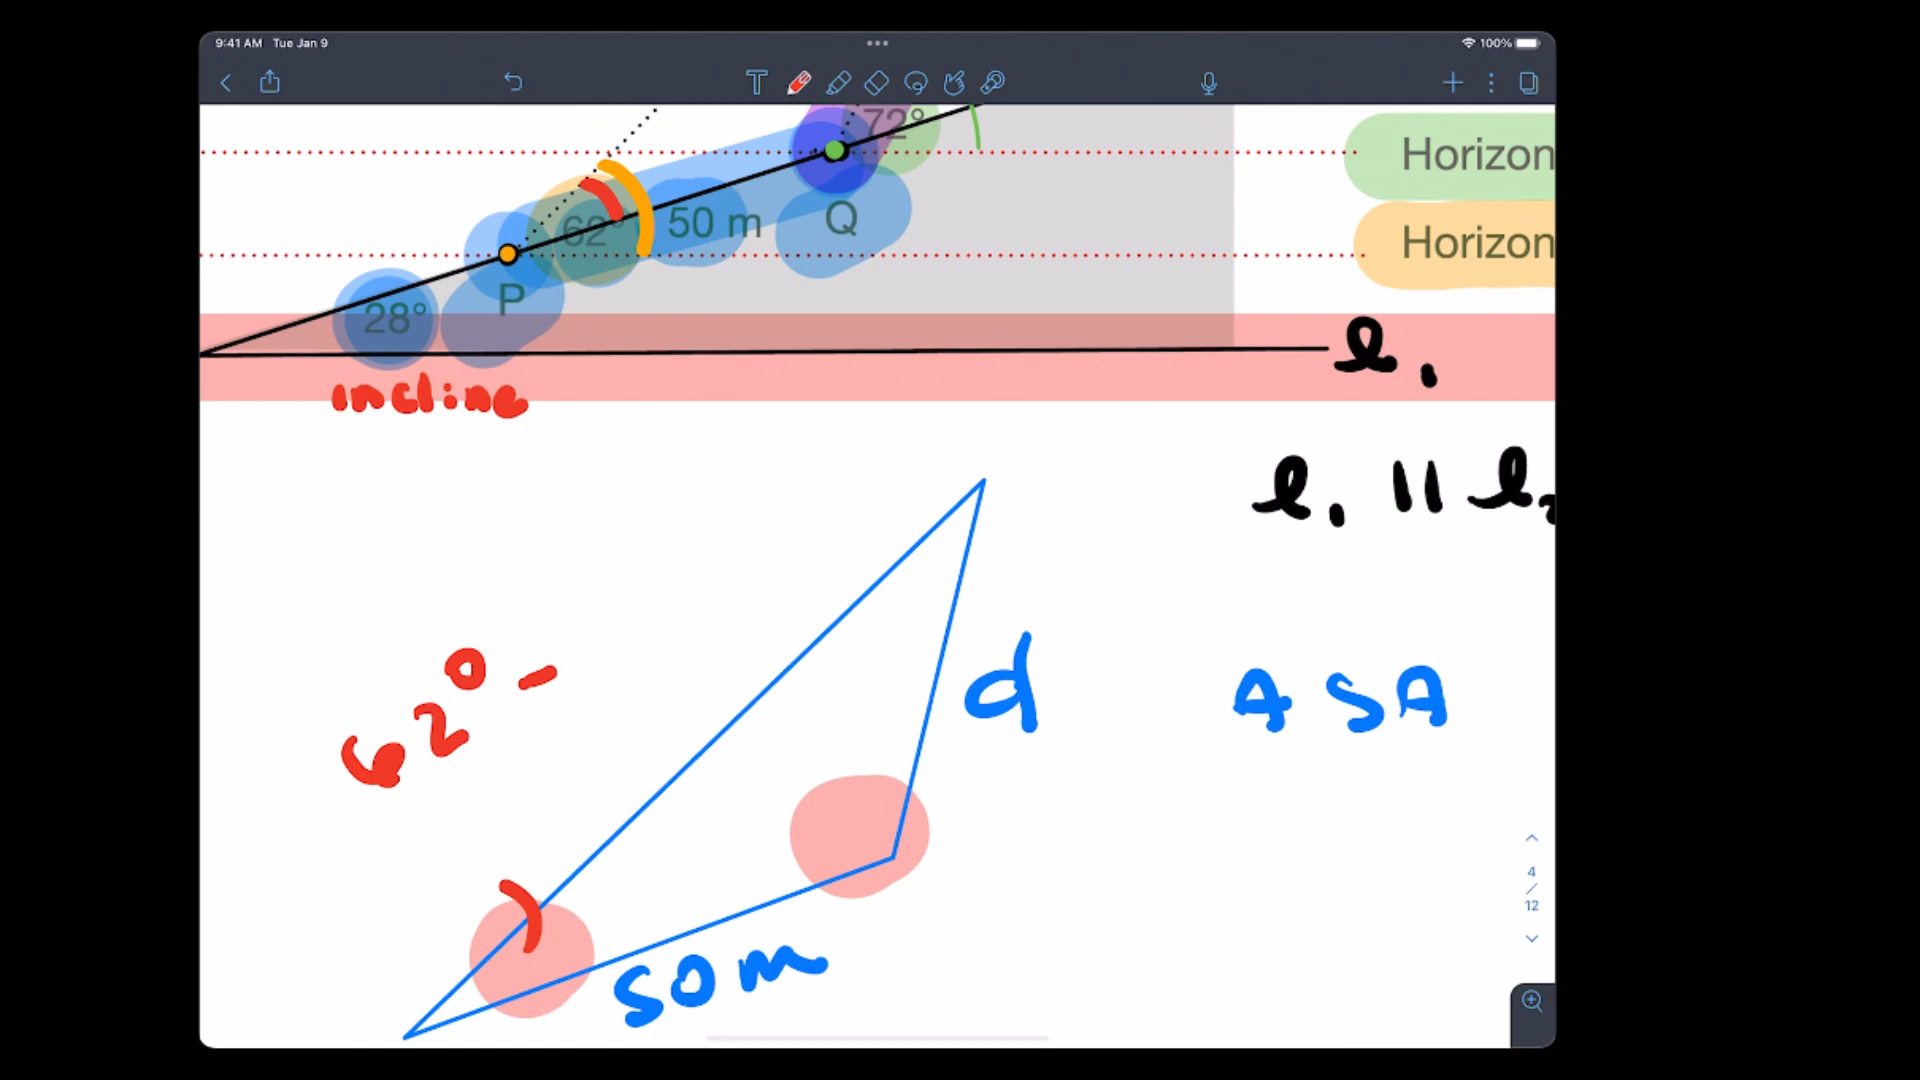 9:41 AM Tue Jan 9
100%
T
72°
Horizon
62°
50 m
Q
Horizon
P
28°
l₁
incline
l₁ || l₂
62° -
d
ASA
4
/
12
50m